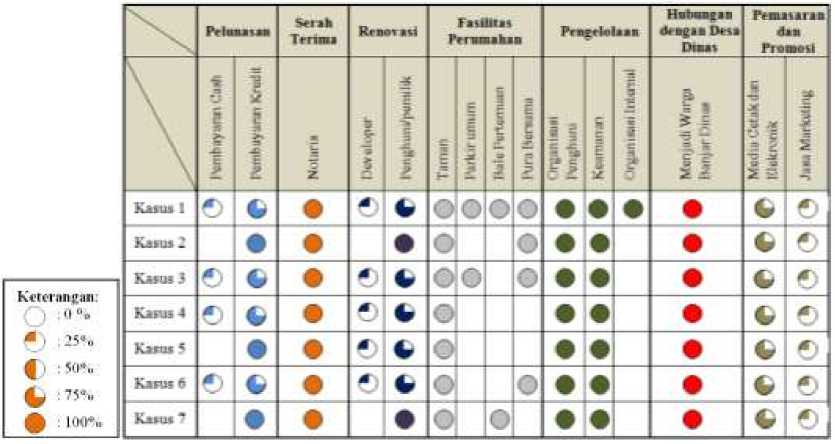 Pelunasan
Serah
Terima
Renovasi
Fasilitas
Perumahan
Pengelolaan
Hubungan
dengan Desa
Dinas
Pemasaran
dan
Promosi
Pembayaran Cash
Pembayaran Kredit
Notaris
Developer
Penghuni/pemilik
Taman
Parkir umum
Bale Pertemuan
Pura Bersama
Organisasi
Penghuni
Keamanan
Organisasi Internal
Menjadi Warga
Banjar Dinas
Media Cetak dan
Elekronik
Jasa Marketing
Kasus 1
Kasus 2
Kasus 3
Kasus 4
Kasus 5
Kasus 6
Kasus 7
Keterangan:
: 0 %
: 25%
: 50%
: 75%
: 100%